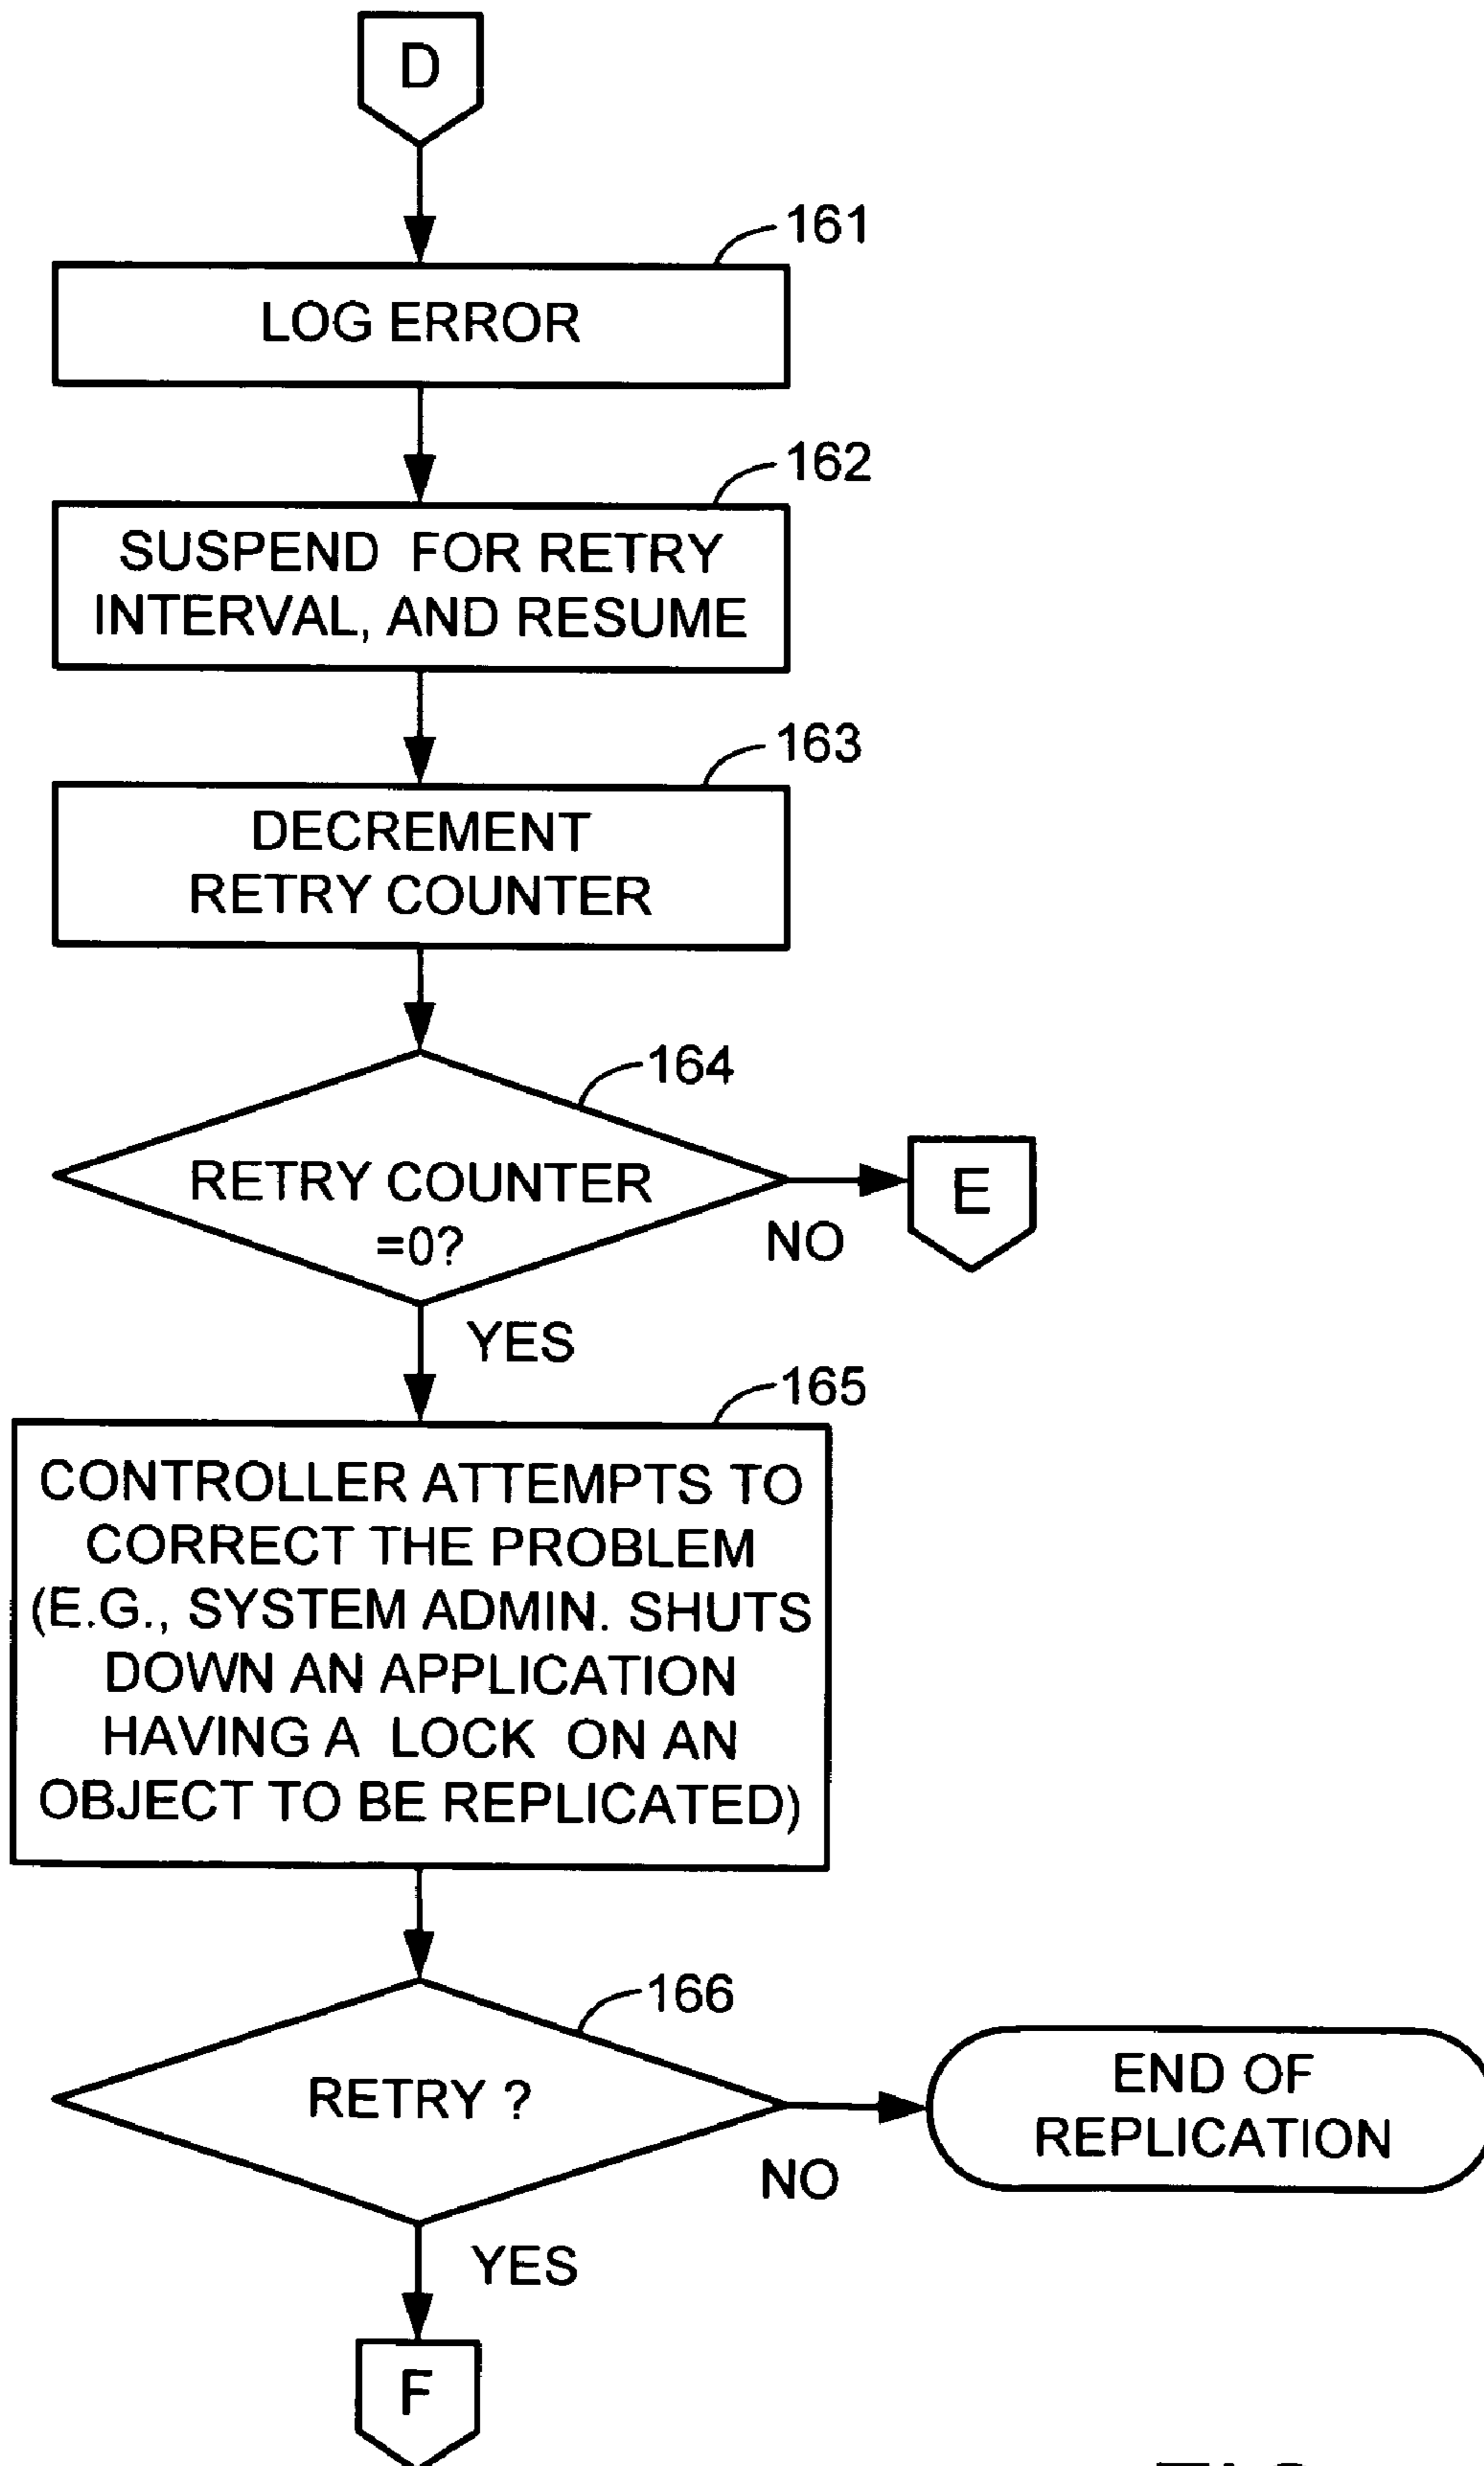 D
161
LOG ERROR
162
SUSPEND FOR RETRY
INTERVAL, AND RESUME
163
DECREMENT
RETRY COUNTER
164
RETRY COUNTER
=0?
NO
E
YES
165
CONTROLLER ATTEMPTS TO
CORRECT THE PROBLEM
(E.G., SYSTEM ADMIN. SHUTS
DOWN AN APPLICATION
HAVING A LOCK ON AN
OBJECT TO BE REPLICATED)
166
RETRY ?
NO
END OF
REPLICATION
YES
F